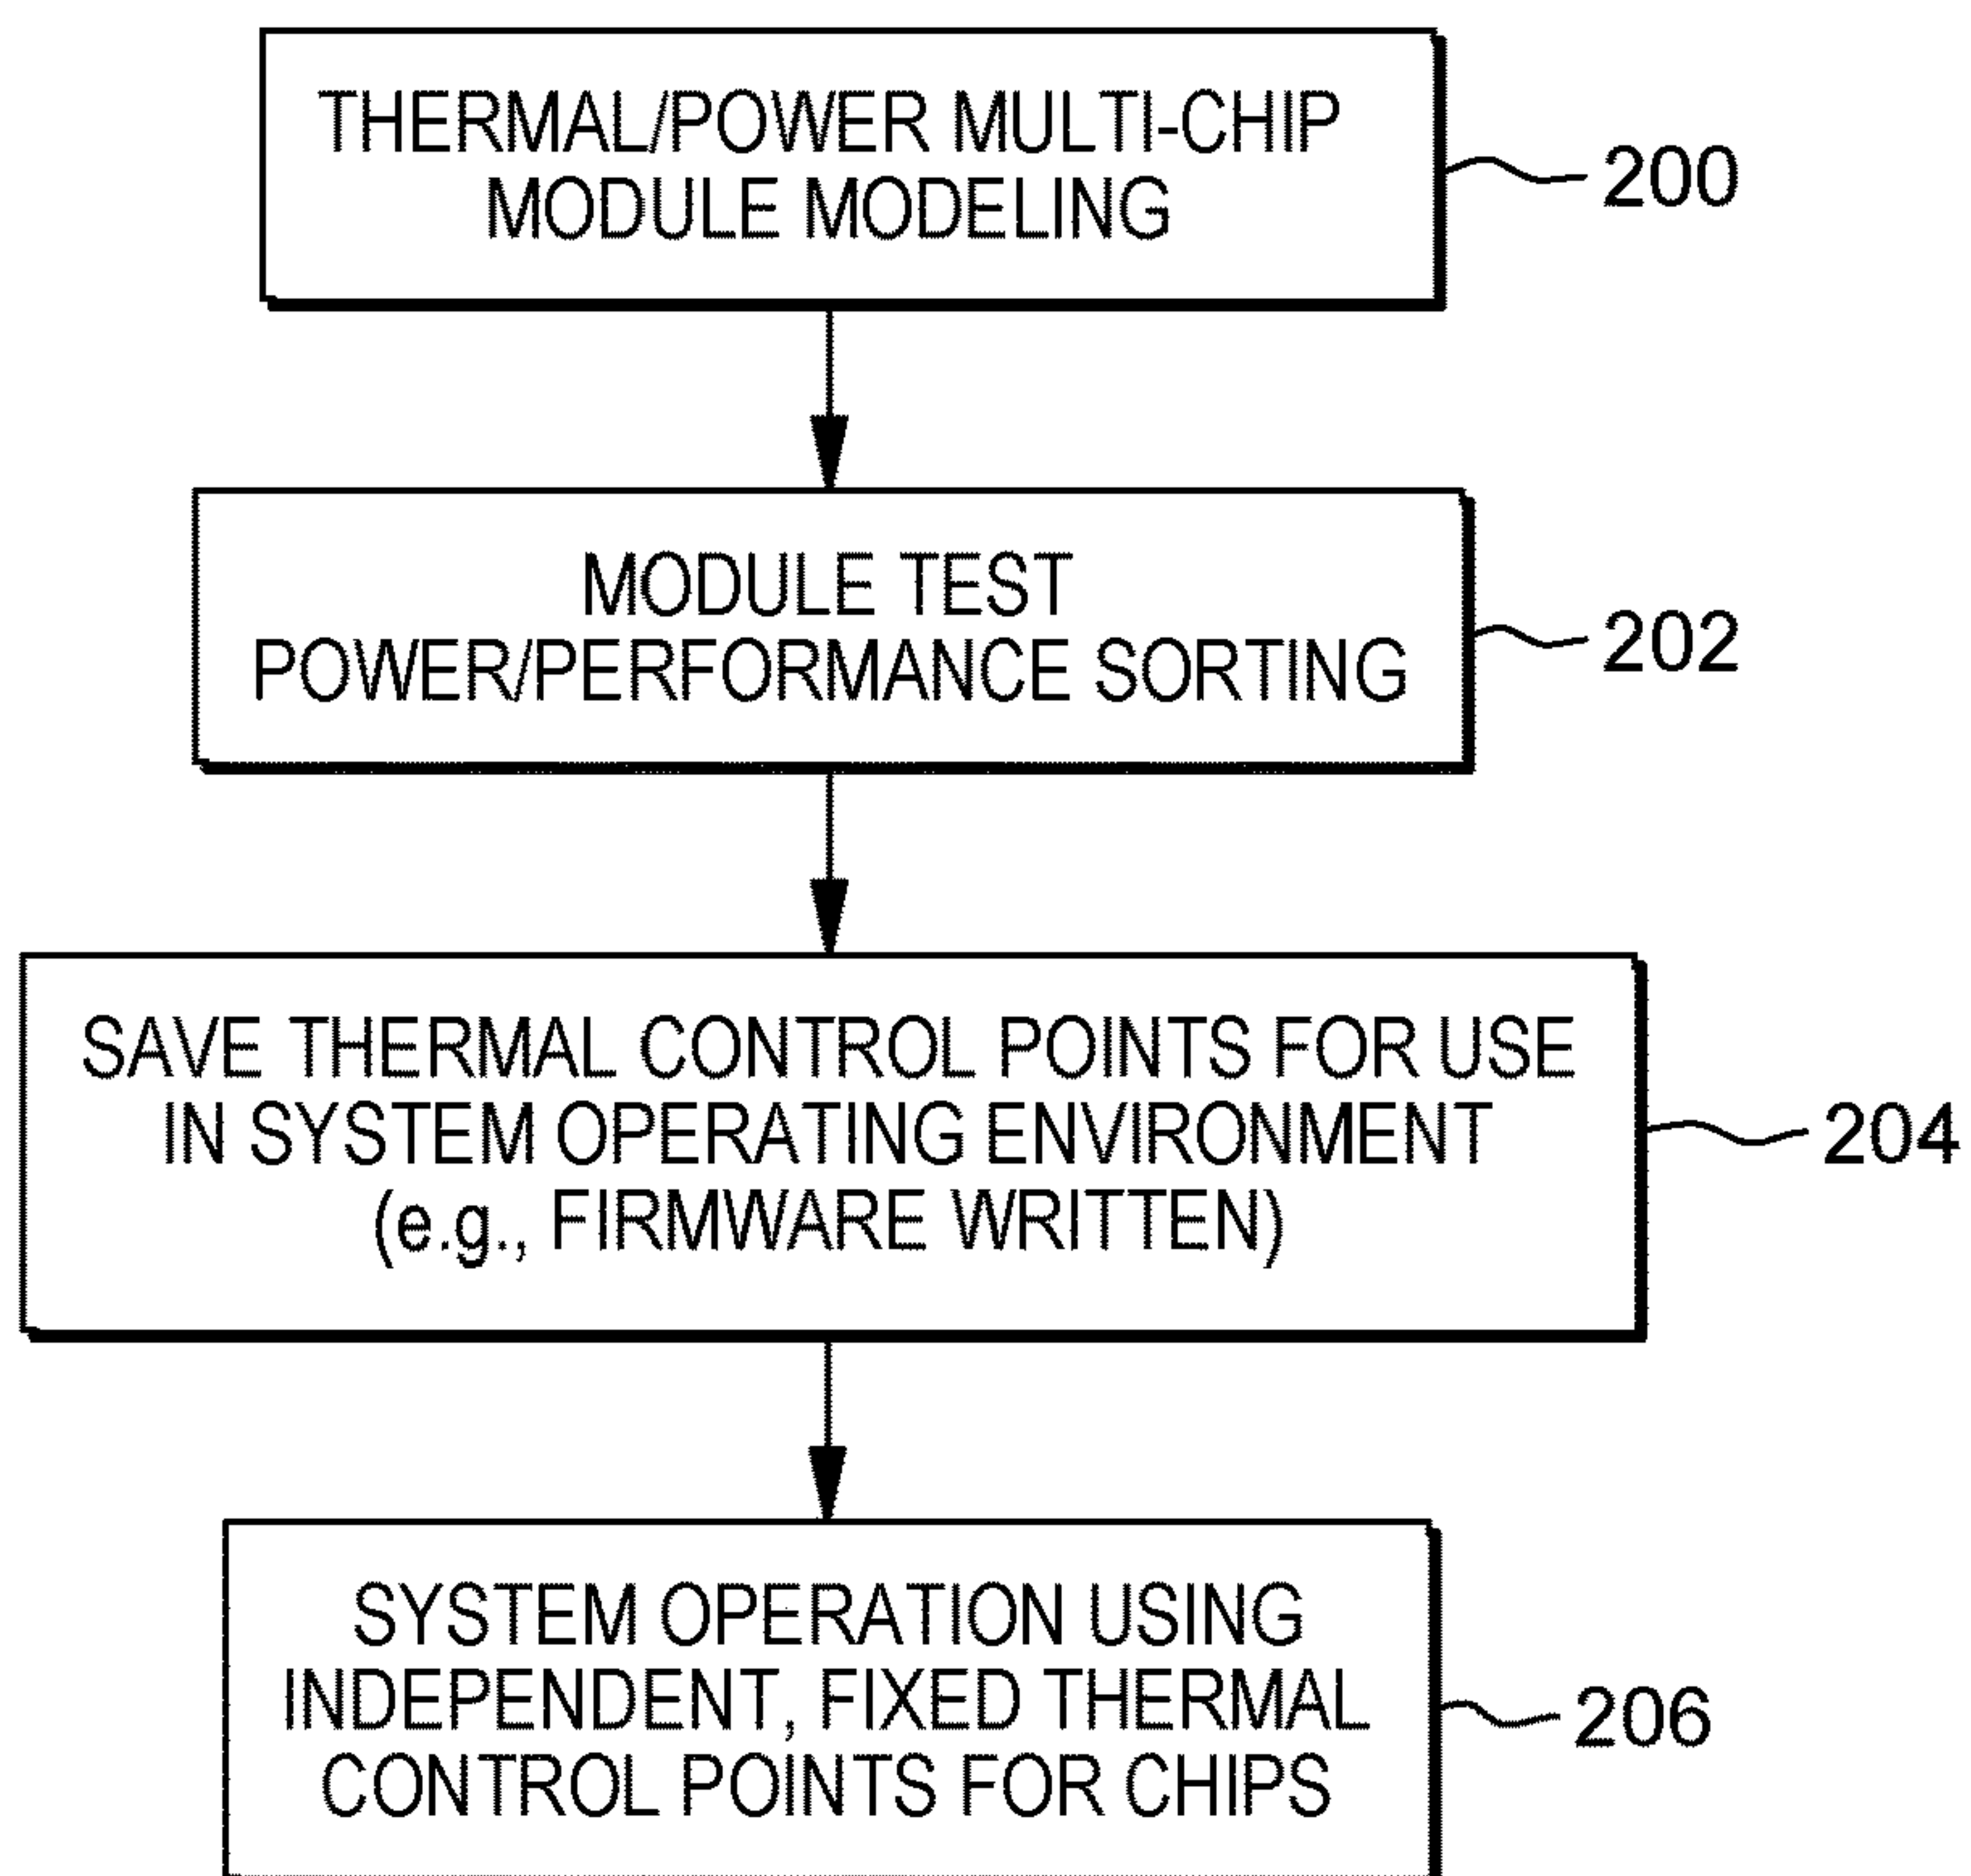 THERMAL/POWER MULTI-CHIP
MODULE MODELING
200
MODULE TEST
POWER/PERFORMANCE SORTING
202
SAVE THERMAL CONTROL POINTS FOR USE
IN SYSTEM OPERATING ENVIRONMENT
(e.g., FIRMWARE WRITTEN)
204
SYSTEM OPERATION USING
INDEPENDENT, FIXED THERMAL
CONTROL POINTS FOR CHIPS
206